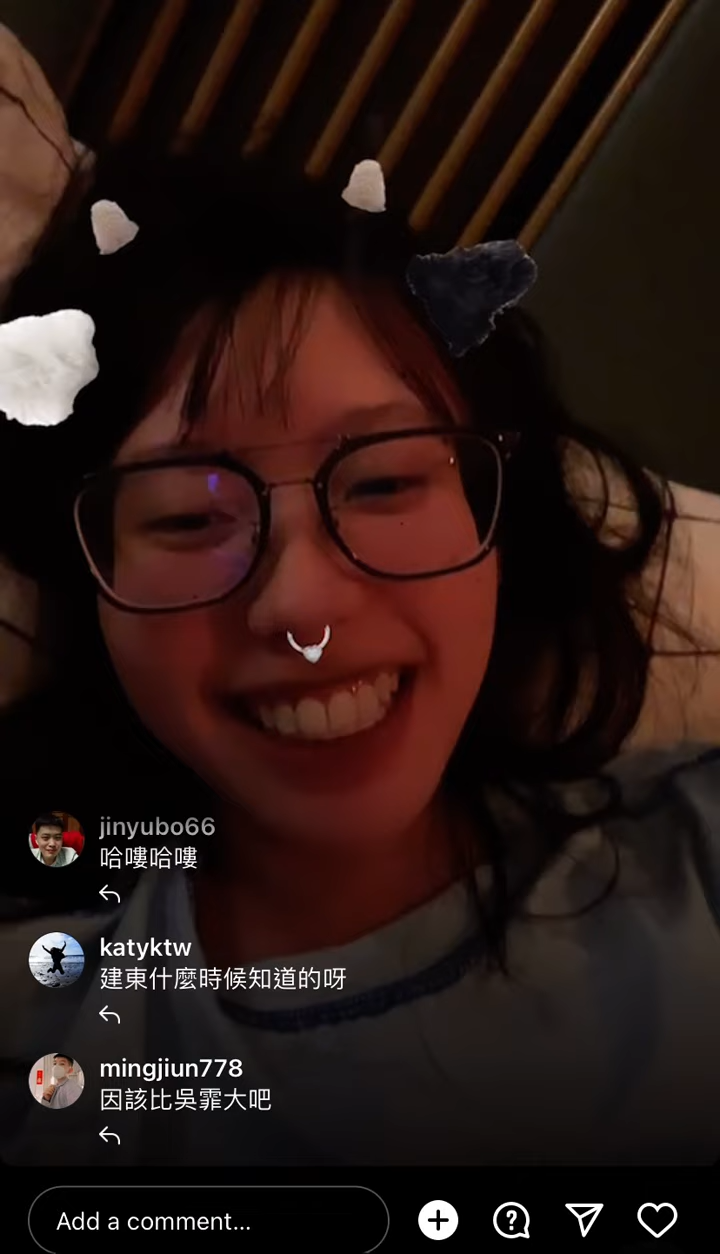 jinyubo66
哈嘍哈嘍
katyktw
建東什麼時候知道的呀
mingjiun778
因該比吳霏大吧
Add a comment...